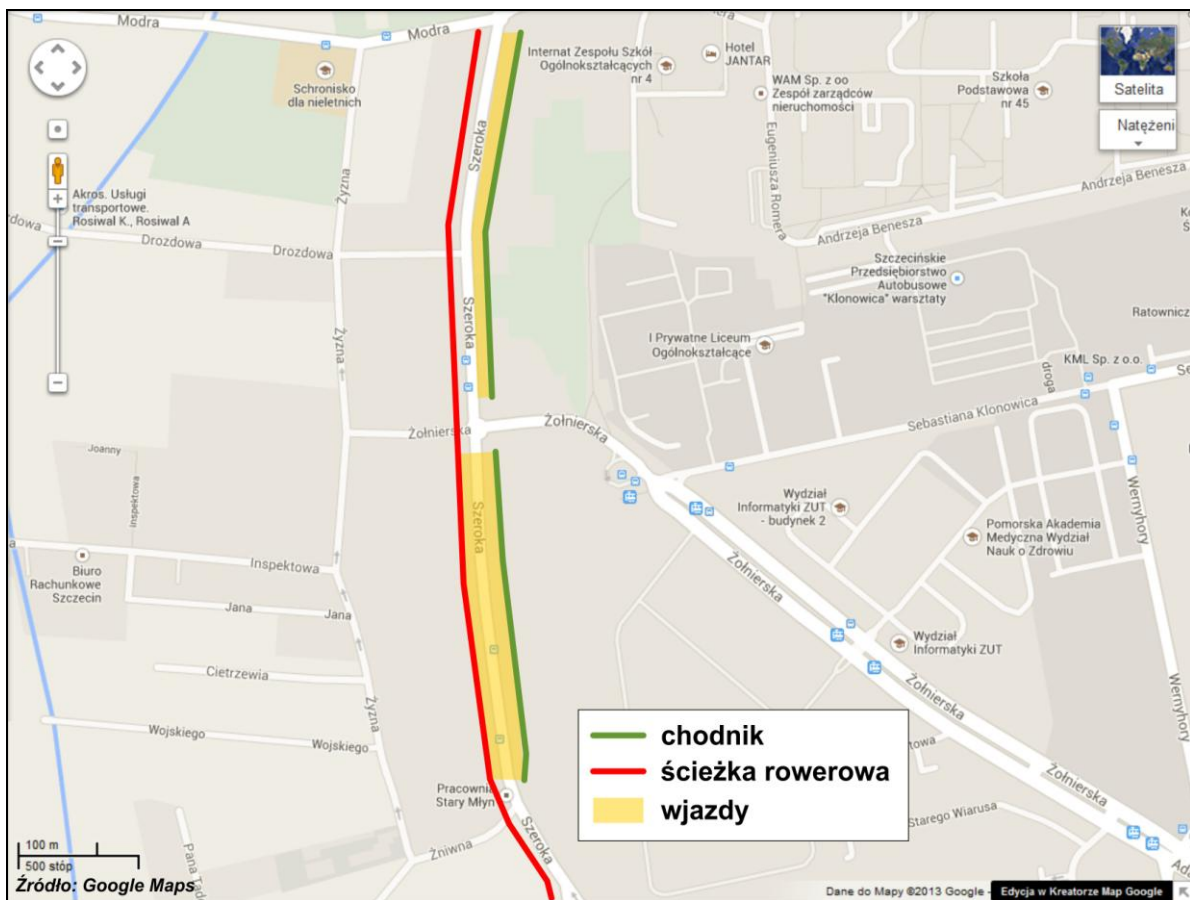 Modra
Modra
Internat Zespołu Szkół
Ogólnokształcących
nr 4
Hotel
JANTAR
Satelita
Natężeni
Schronisko
dla nieletnich
WAM Sp. z oo
Zespół zarządców
nieruchomości
Szkoła
Podstawowa
nr 45
Szeroka
Żyzna
Eugeniusza Romera
Akros. Usługi
transportowe.
Rosiwal K., Rosiwal A
Andrzeja Benesza
Andrzeja Benesza
Drozdowa
Drozdowa
Szczecińskie
Przedsiębiorstwo
Autobusowe
"Klonowica" warsztaty
Szeroka
Żyzna
I Prywatne Liceum
Ogólnokształcące
Ratownicz
KML Sp. z o.o.
droga
Se
Sebastiana Klonowica
Żołnierska
Żołnierska
Joanny
Inspektowa
Wernyhory
Wydział
Informatyki ZUT
- budynek 2
Szeroka
Pomorska Akademia
Medyczna Wydział
Nauk o Zdrowiu
Inspektowa
Biuro
Rachunkowe
Szczecin
Żołnierska
Jana
Jana
Wydział
Informatyki ZUT
Cietrzewia
Żyzna
Żołnierska
Wernyhory
Wojskiego
Wojskiego
chodnik
ścieżka rowerowa
wjazdy
towa
Żołnierska
Pracownia
Stary Młyn
Starego Wiarusa
Szeroka
Żniwna
Pana Tad
100 m
500 stóp
Źródło: Google Maps
Ad
Dane do Mapy ©2013 Google -
Edycja w Kreatorze Map Google